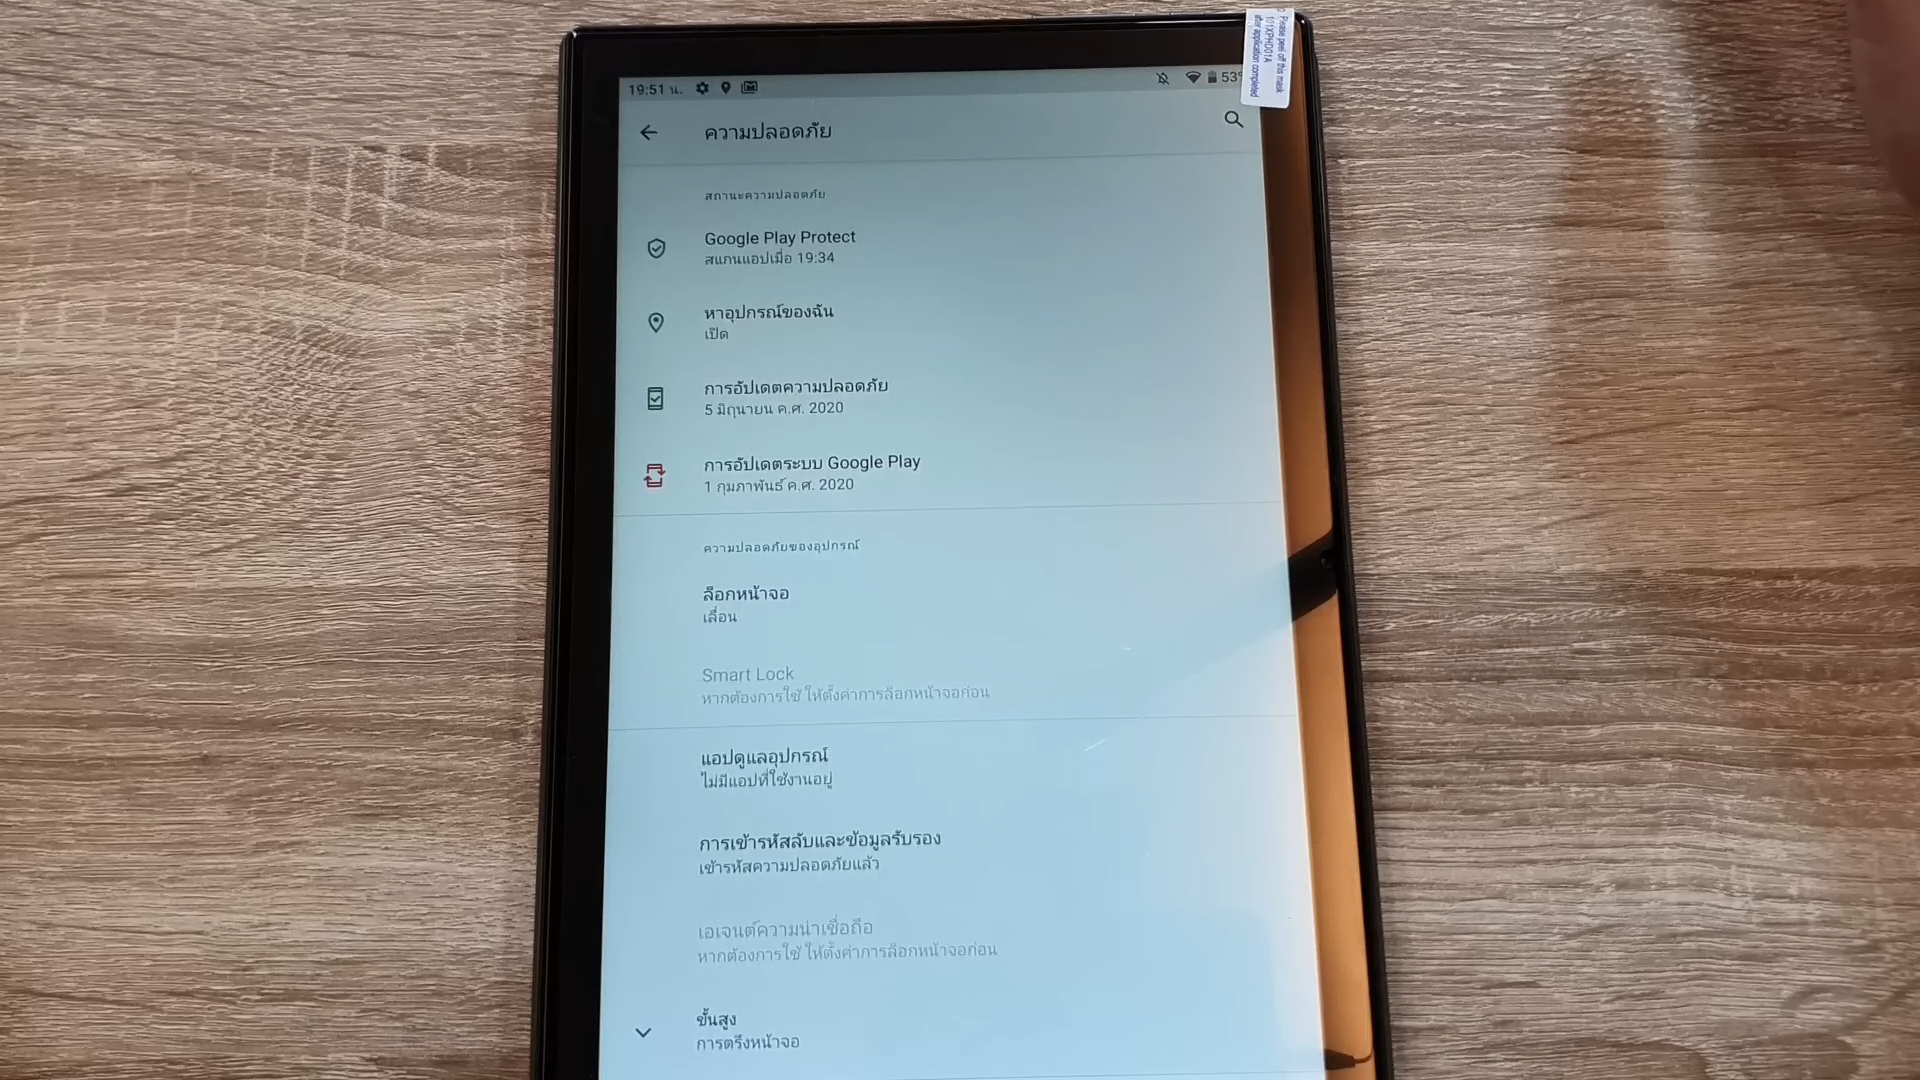 19:51 น.
53
Please peel off this mask
101XPHD01A
after application completed
ความปลอดภัย
สถานะความปลอดภัย
Google Play Protect
สแกนแอปเมื่อ 19:34
หาอุปกรณ์ของฉัน
เปิด
การอัปเดตความปลอดภัย
5 มิถุนายน ค.ศ. 2020
การอัปเดตระบบ Google Play
1 กุมภาพันธ์ ค.ศ. 2020
ความปลอดภัยของอุปกรณ์
ล็อกหน้าจอ
เลื่อน
Smart Lock
หากต้องการใช้ ให้ตั้งค่าการล็อกหน้าจอก่อน
แอปดูแลอุปกรณ์
ไม่มีแอปที่ใช้งานอยู่
การเข้ารหัสลับและข้อมูลรับรอง
เข้ารหัสความปลอดภัยแล้ว
เอเจนต์ความน่าเชื่อถือ
หากต้องการใช้ ให้ตั้งค่าการล็อกหน้าจอก่อน
ขั้นสูง
การตรึงหน้าจอ